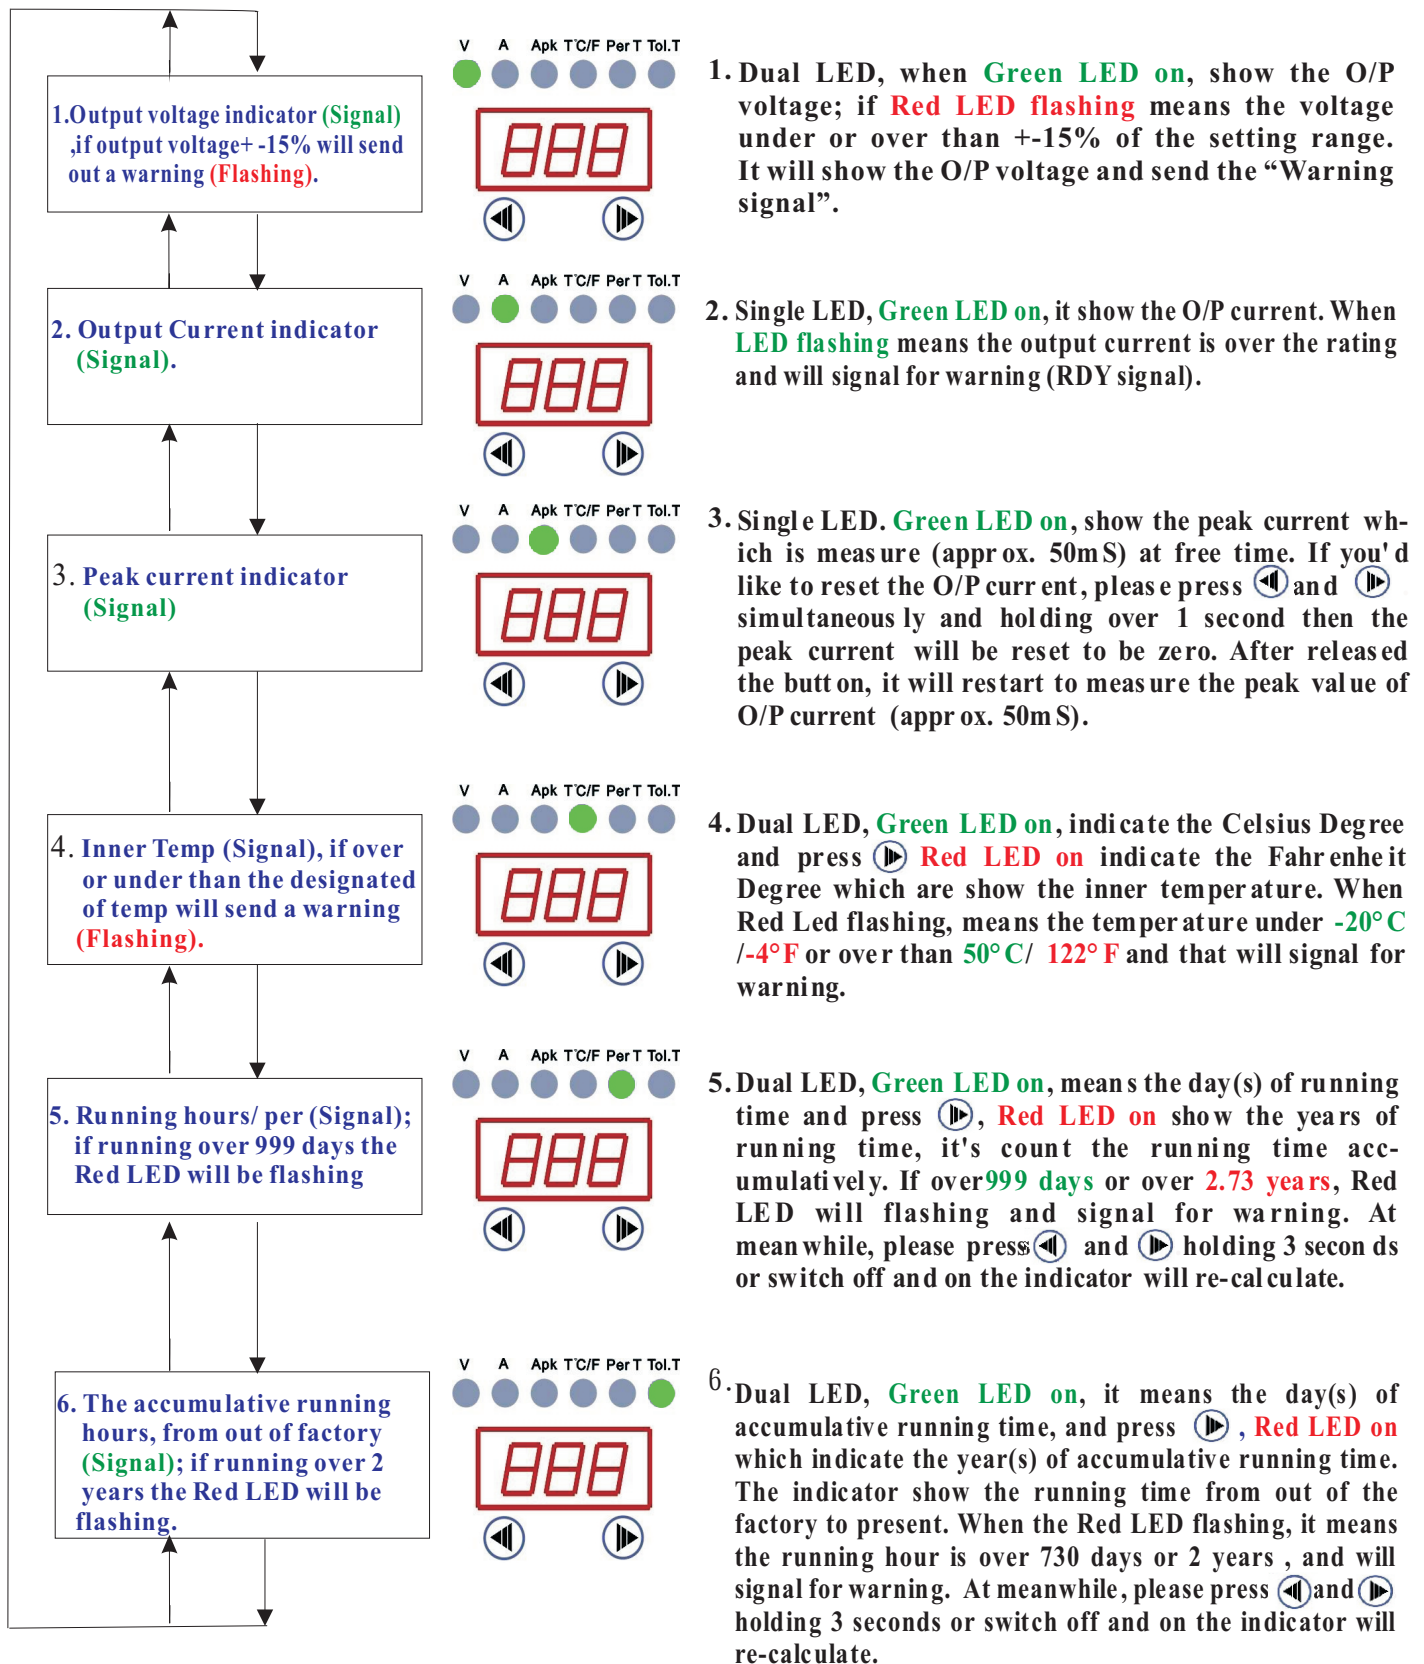 V A Apk T°C/F Per T Tol.T
888
1.Output voltage indicator (Signal)
,if output voltage+ -15% will send
out a warning (Flashing).
1. Dual LED, when Green LED on, show the O/P
voltage; if Red LED flashing means the voltage
under or over than +-15% of the setting range.
It will show the O/P voltage and send the “Warning
signal”.
V A Apk T°C/F Per T Tol.T
888
2. Output Current indicator
(Signal).
2. Single LED, Green LED on, it show the O/P current. When
LED flashing means the output current is over the rating
and will signal for warning (RDY signal).
V A Apk T°C/F Per T Tol.T
888
3. Peak current indicator
(Signal)
3. Single LED. Green LED on, show the peak current wh-
ich is measure (approx. 50mS) at free time. If you'd
like to reset the O/P current, please press and
simultaneously and holding over 1 second then the
peak current will be reset to be zero. After released
the button, it will restart to measure the peak value of
O/P current (approx. 50mS).
V A Apk T°C/F Per T Tol.T
888
4. Inner Temp (Signal), if over
or under than the designated
of temp will send a warning
(Flashing).
4. Dual LED, Green LED on, indicate the Celsius Degree
and press Red LED on indicate the Fahrenheit
Degree which are show the inner temperature. When
Red Led flashing, means the temperature under -20°C
/-4°F or over than 50°C/ 122°F and that will signal for
warning.
V A Apk T°C/F Per T Tol.T
888
5. Running hours/ per (Signal);
if running over 999 days the
Red LED will be flashing
5. Dual LED, Green LED on, means the day(s) of running
time and press , Red LED on show the years of
running time, it's count the running time acc-
umulatively. If over 999 days or over 2.73 years, Red
LED will flashing and signal for warning. At
meanwhile, please press and holding 3 seconds
or switch off and on the indicator will re-calculate.
V A Apk T°C/F Per T Tol.T
888
6. The accumulative running
hours, from out of factory
(Signal); if running over 2
years the Red LED will be
flashing.
6. Dual LED, Green LED on, it means the day(s) of
accumulative running time, and press , Red LED on
which indicate the year(s) of accumulative running time.
The indicator show the running time from out of the
factory to present. When the Red LED flashing, it means
the running hour is over 730 days or 2 years , and will
signal for warning. At meanwhile, please press and
holding 3 seconds or switch off and on the indicator will
re-calculate.